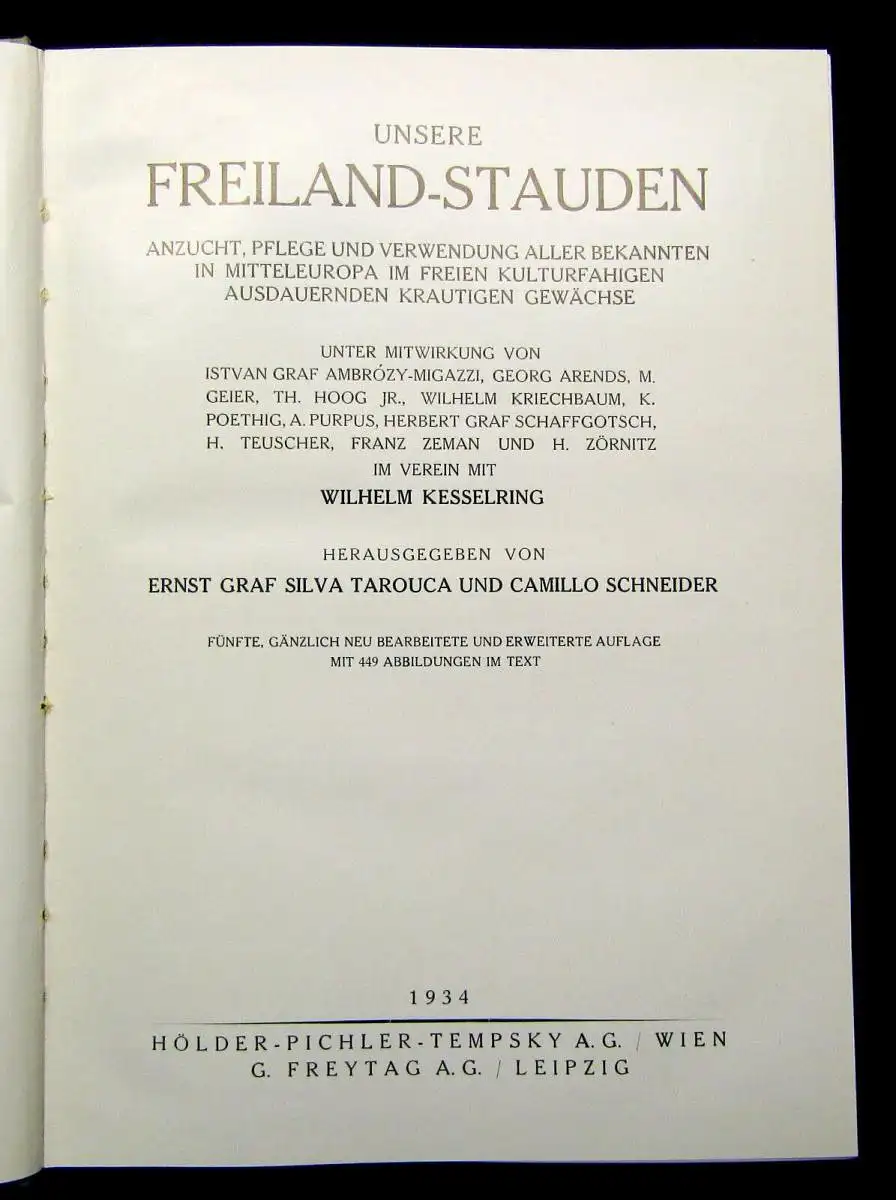 UNSERE
FREILAND-STAUDEN
ANZUCHT, PFLEGE UND VERWENDUNG ALLER BEKANNTEN
IN MITTELEUROPA IM FREIEN KULTURFAHIGEN
AUSDAUERNDEN KRAUTIGEN GEWÄCHSE
UNTER MITWIRKUNG VON
ISTVAN GRAF AMBRÓZY-MIGAZZI, GEORG ARENDS, M.
GEIER, TH. HOOG JR., WILHELM KRIECHBAUM, K.
POETHIG, A. PURPUS, HERBERT GRAF SCHAFFGOTSCH,
H. TEUSCHER, FRANZ ZEMAN UND H. ZÖRNITZ
IM VEREIN MIT
WILHELM KESSELRING
HERAUSGEGEBEN VON
ERNST GRAF SILVA TAROUCA UND CAMILLO SCHNEIDER
FÜNFTE, GÄNZLICH NEU BEARBEITETE UND ERWEITERTE AUFLAGE
MIT 449 ABBILDUNGEN IM TEXT
1934
HÖLDER-PICHLER-TEMPSKY A.G. / WIEN
G. FREYTAG A.G. / LEIPZIG